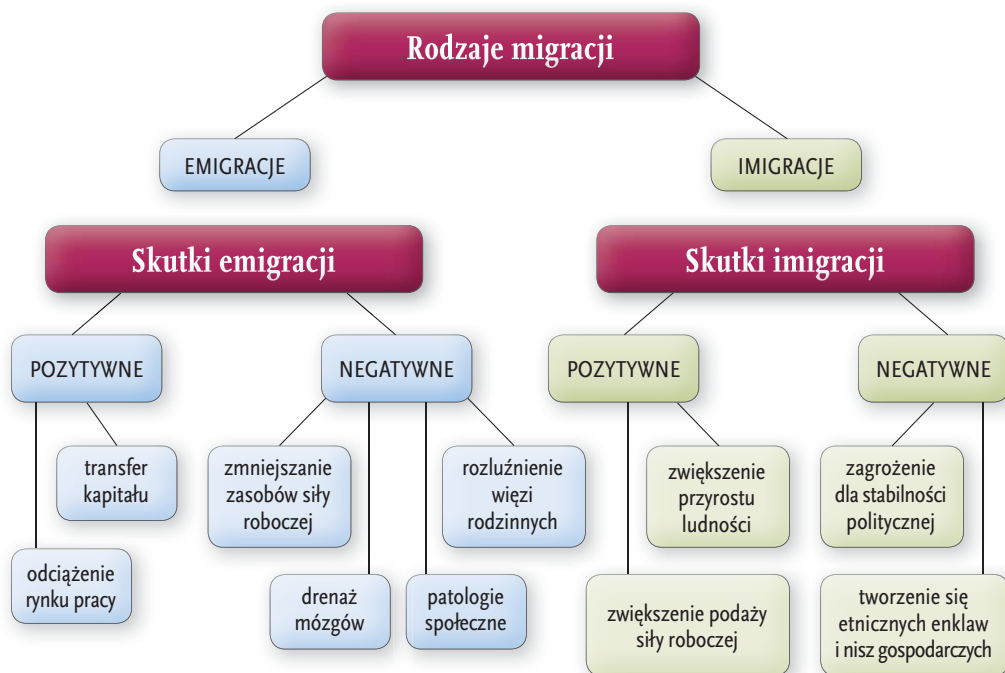 Rodzaje migracji
EMIGRACJE
IMIGRACJE
Skutki emigracji
Skutki imigracji
POZYTYWNE
NEGATYWNE
POZYTYWNE
NEGATYWNE
transfer
kapitału
zmniejszanie
zasobów siły
roboczej
rozluźnienie
więzi
rodzinnych
zwiększenie
przyrostu
ludności
zagrożenie
dla stabilności
politycznej
odciążenie
rynku pracy
drenaż
mózgów
patologie
społeczne
zwiększenie podaży
siły roboczej
tworzenie się
etnicznych enklaw
i nisz gospodarczych